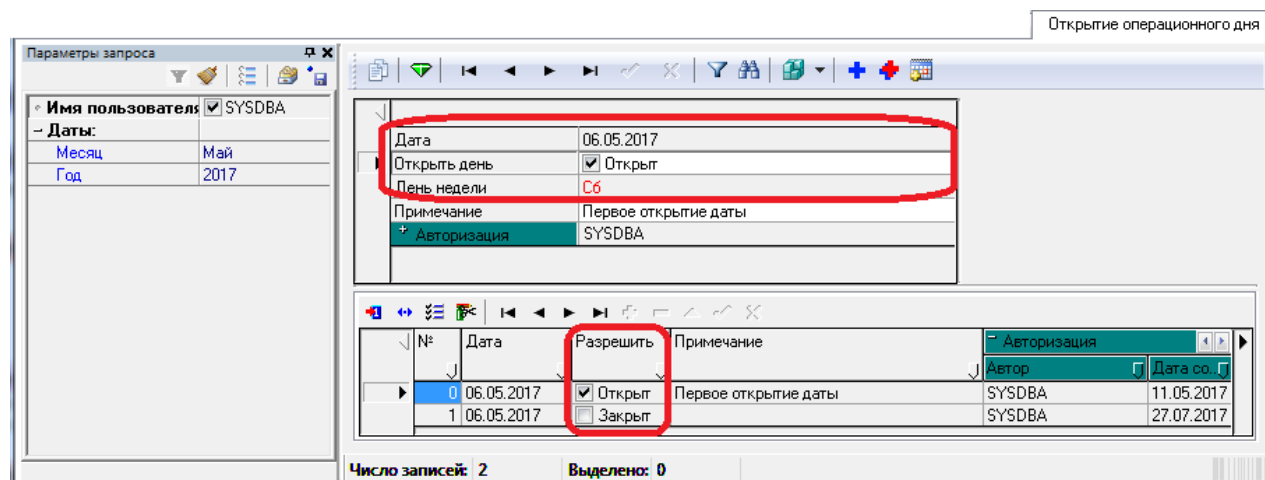 Открытие операционного дня
Параметры запроса
Имя пользователя SYSDBA
Даты:
Месяц Май
Год 2017
Дата 06.05.2017
Открыть день Открыт
День недели Сб
Примечание Первое открытие даты
Авторизация SYSDBA
№ Дата Разрешить Примечание Авторизация
Автор Дата со...
0 06.05.2017 Открыт Первое открытие даты SYSDBA 11.05.2017
1 06.05.2017 Закрыт SYSDBA 27.07.2017
Число записей: 2 Выделено: 0